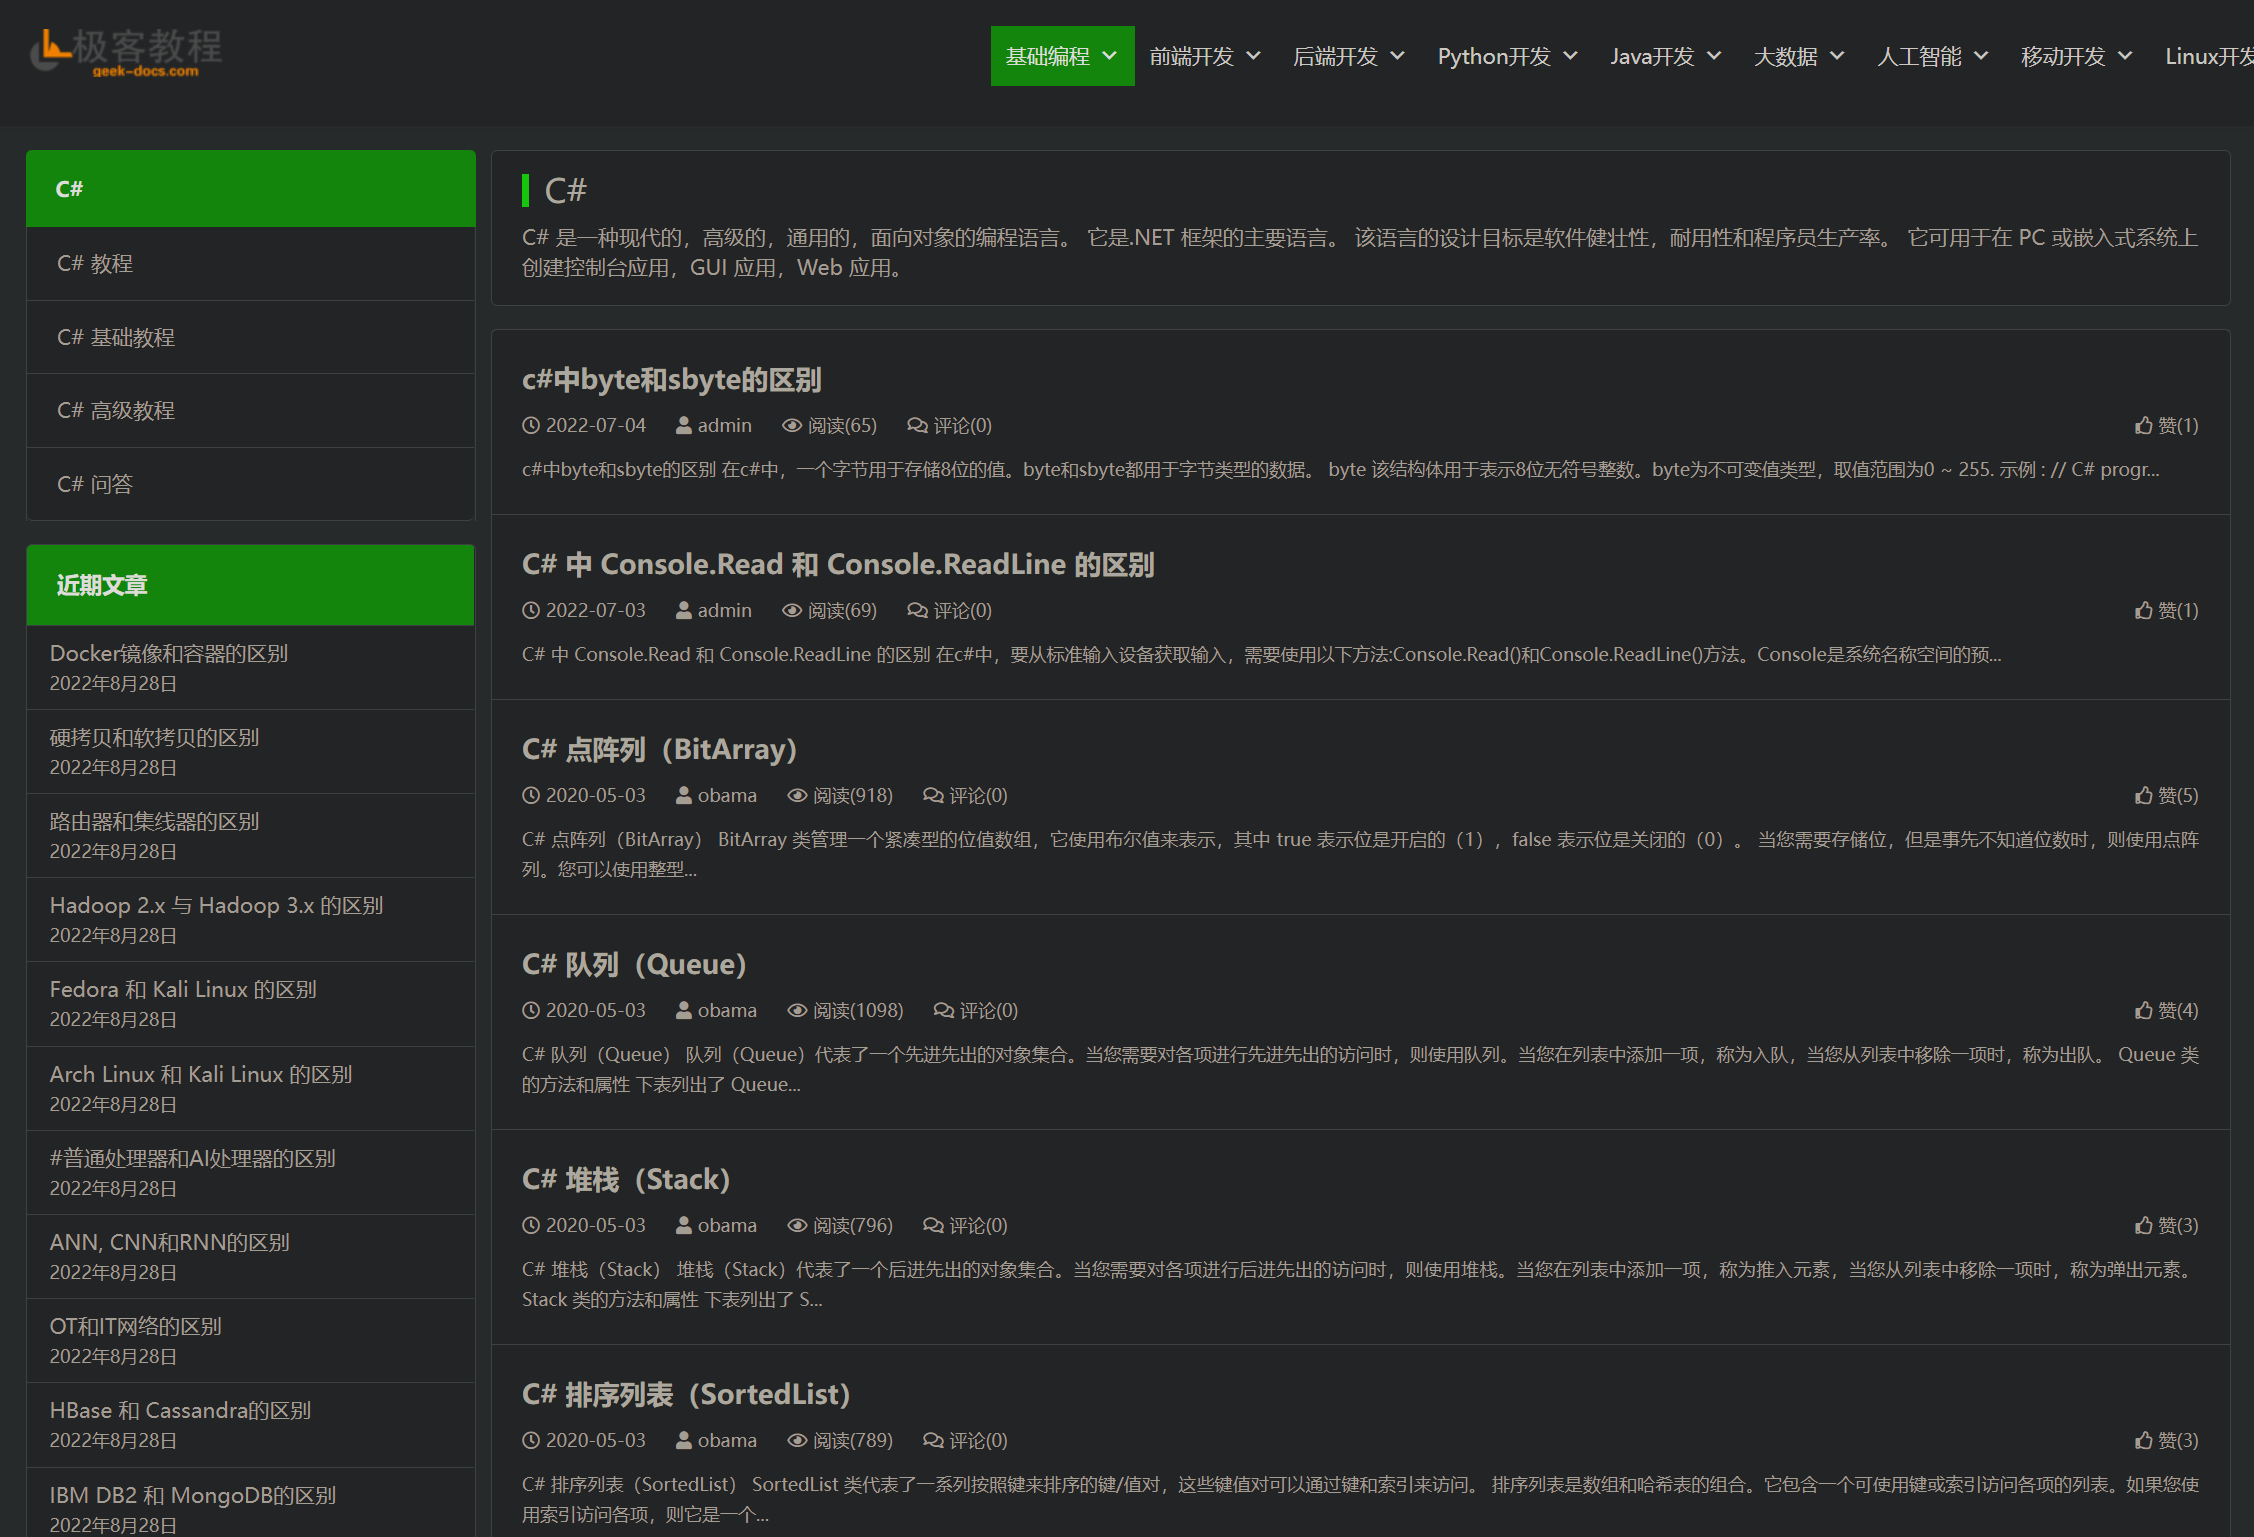 极客教程
geek-docs.com
基础编程 前端开发 后端开发 Python开发 Java开发 大数据 人工智能 移动开发 Linux开发
C#
C# 教程
C# 基础教程
C# 高级教程
C# 问答
近期文章
Docker镜像和容器的区别
2022年8月28日
硬拷贝和软拷贝的区别
2022年8月28日
路由器和集线器的区别
2022年8月28日
Hadoop 2.x 与 Hadoop 3.x 的区别
2022年8月28日
Fedora 和 Kali Linux 的区别
2022年8月28日
Arch Linux 和 Kali Linux 的区别
2022年8月28日
#普通处理器和AI处理器的区别
2022年8月28日
ANN, CNN和RNN的区别
2022年8月28日
OT和IT网络的区别
2022年8月28日
HBase 和 Cassandra的区别
2022年8月28日
IBM DB2 和 MongoDB的区别
2022年8月28日
C#
C# 是一种现代的，高级的，通用的，面向对象的编程语言。 它是.NET 框架的主要语言。 该语言的设计目标是软件健壮性，耐用性和程序员生产率。 它可用于在 PC 或嵌入式系统上
创建控制台应用，GUI 应用，Web 应用。
c#中byte和sbyte的区别
2022-07-04 admin 阅读(65) 评论(0) 赞(1)
c#中byte和sbyte的区别 在c#中，一个字节用于存储8位的值。byte和sbyte都用于字节类型的数据。 byte 该结构体用于表示8位无符号整数。byte为不可变值类型，取值范围为0 ~ 255. 示例 : // C# progr...
C# 中 Console.Read 和 Console.ReadLine 的区别
2022-07-03 admin 阅读(69) 评论(0) 赞(1)
C# 中 Console.Read 和 Console.ReadLine 的区别 在c#中，要从标准输入设备获取输入，需要使用以下方法:Console.Read()和Console.ReadLine()方法。Console是系统名称空间的预...
C# 点阵列（BitArray）
2020-05-03 obama 阅读(918) 评论(0) 赞(5)
C# 点阵列（BitArray） BitArray 类管理一个紧凑型的位值数组，它使用布尔值来表示，其中 true 表示位是开启的（1），false 表示位是关闭的（0）。 当您需要存储位，但是事先不知道位数时，则使用点阵
列。您可以使用整型...
C# 队列（Queue）
2020-05-03 obama 阅读(1098) 评论(0) 赞(4)
C# 队列（Queue） 队列（Queue）代表了一个先进先出的对象集合。当您需要对各项进行先进先出的访问时，则使用队列。当您在列表中添加一项，称为入队，当您从列表中移除一项时，称为出队。 Queue 类
的方法和属性 下表列出了 Queue...
C# 堆栈（Stack）
2020-05-03 obama 阅读(796) 评论(0) 赞(3)
C# 堆栈（Stack） 堆栈（Stack）代表了一个后进先出的对象集合。当您需要对各项进行后进先出的访问时，则使用堆栈。当您在列表中添加一项，称为推入元素，当您从列表中移除一项时，称为弹出元素。
Stack 类的方法和属性 下表列出了 S...
C# 排序列表（SortedList）
2020-05-03 obama 阅读(789) 评论(0) 赞(3)
C# 排序列表（SortedList） SortedList 类代表了一系列按照键来排序的键/值对，这些键值对可以通过键和索引来访问。 排序列表是数组和哈希表的组合。它包含一个可使用键或索引访问各项的列表。如果您使
用索引访问各项，则它是一个...